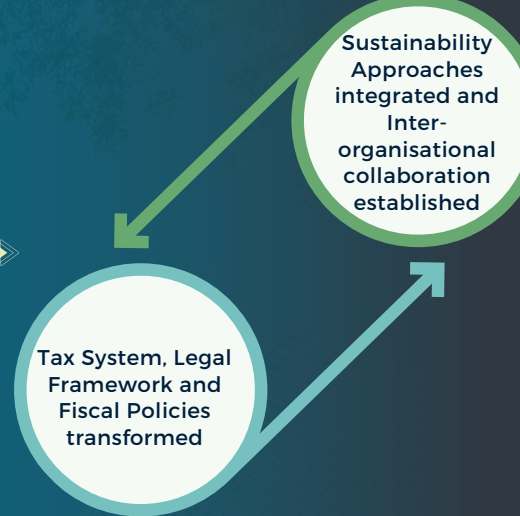 Sustainability
Approaches
integrated and
Inter-
organisational
collaboration
established
Tax System, Legal
Framework and
Fiscal Policies
transformed